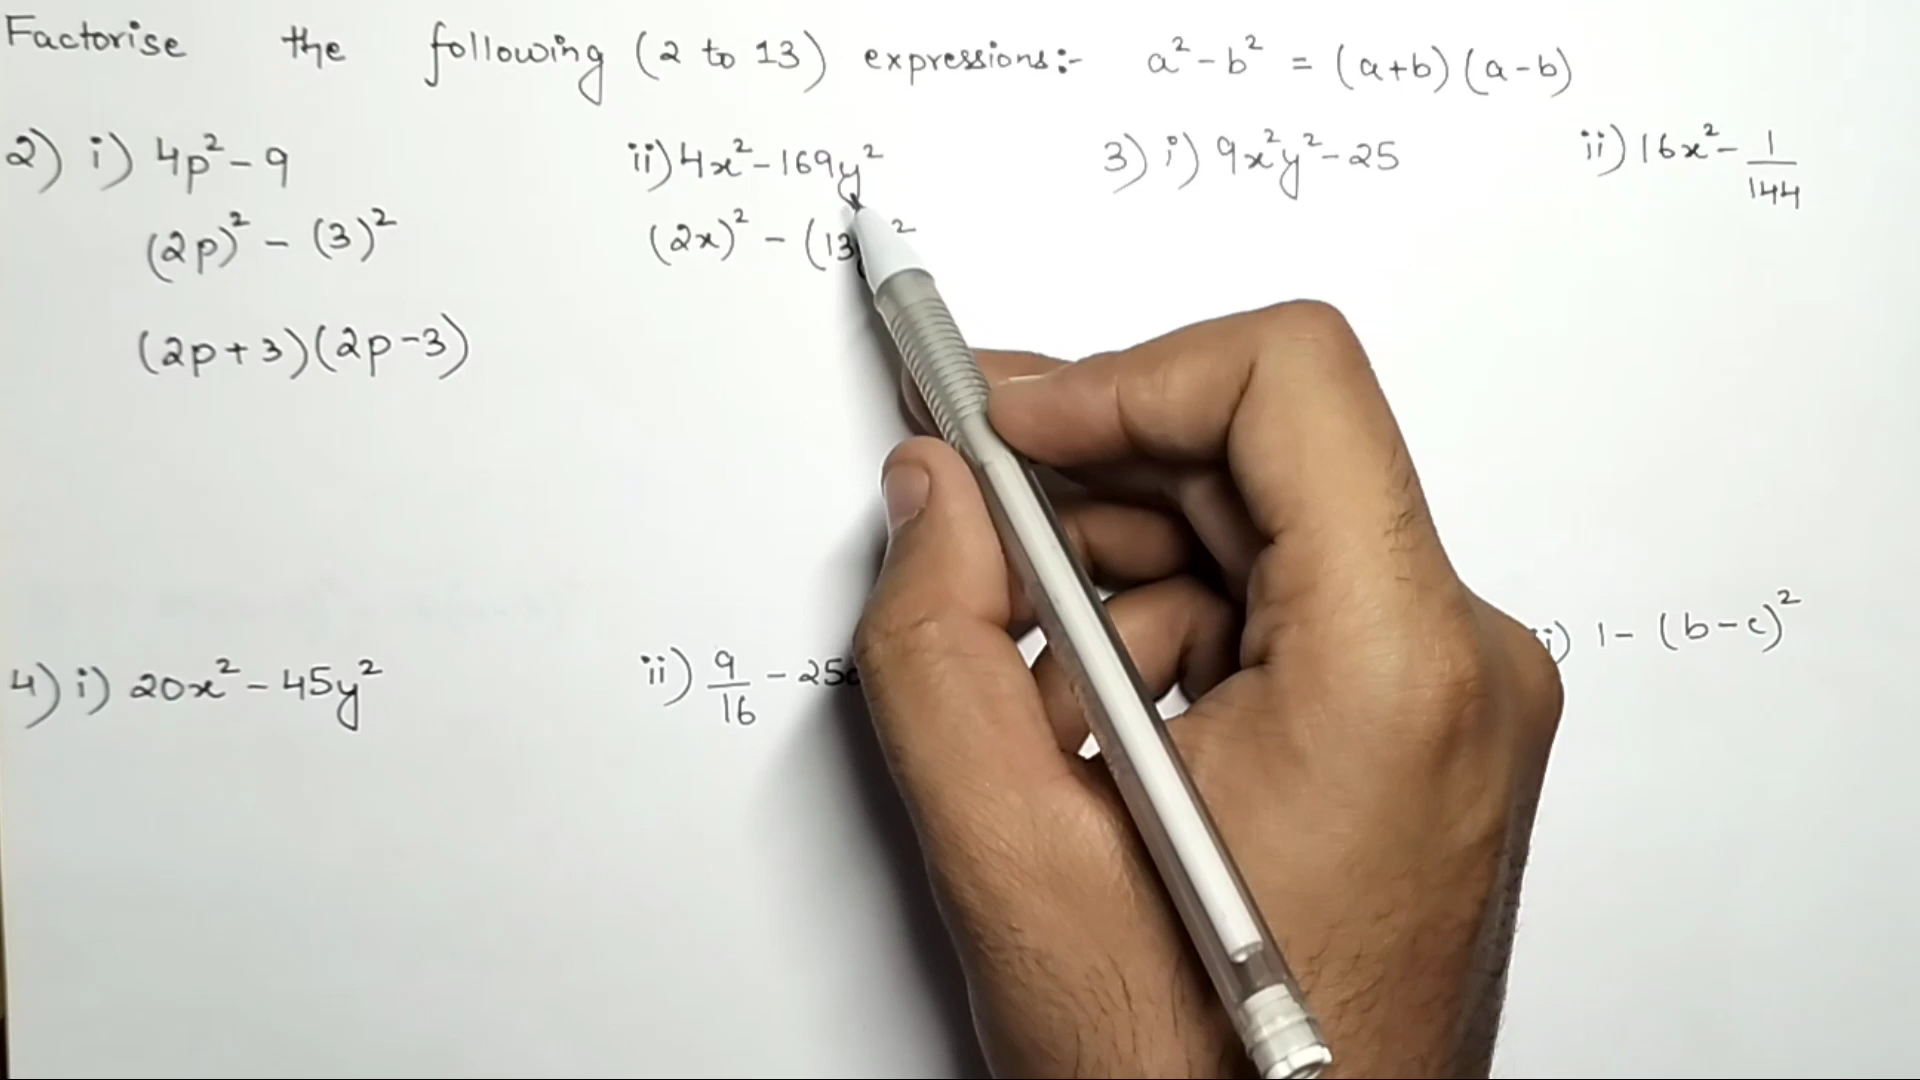 Factorise the following (2 to 13) expressions:- a² - b² = (a+b)(a-b)
2) i) 4p² - 9
(2p)² - (3)²
(2p+3)(2p-3)
ii) 4x² - 169y²
(2x)² - (13 ²
3) i) 9x²y² - 25
ii) 16x² - 1/144
4) i) 20x² - 45y²
ii) 9/16 - 25
i) 1 - (b-c)²